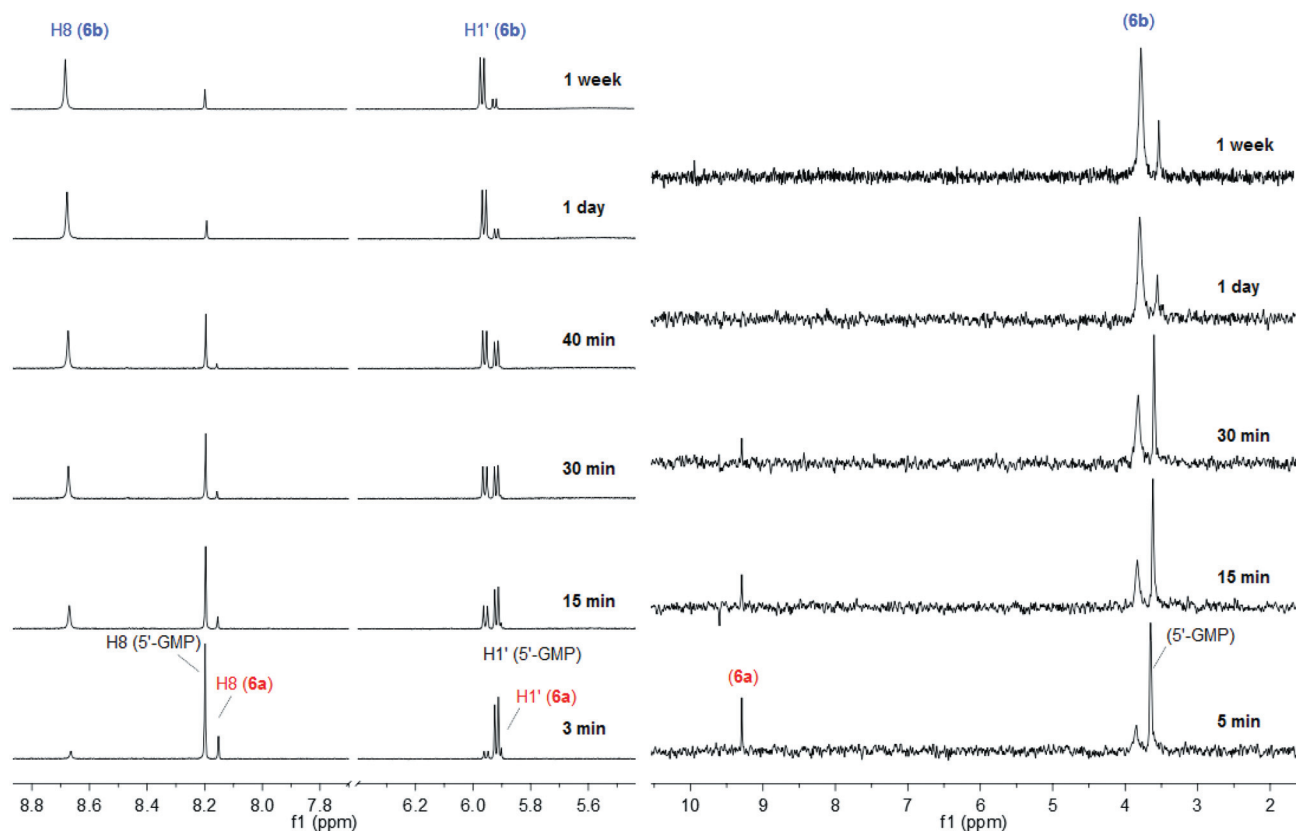 H8 (6b)
H1' (6b)
1 week
1 day
40 min
30 min
15 min
H8 (5'-GMP)
H8 (6a)
H1' (5'-GMP)
H1' (6a)
3 min
8.8 8.6 8.4 8.2 8.0 7.8 6.2 6.0 5.8 5.6
f1 (ppm)
f1 (ppm)
(6b)
1 week
1 day
30 min
15 min
(5'-GMP)
(6a)
5 min
10 9 8 7 6 5 4 3 2
f1 (ppm)